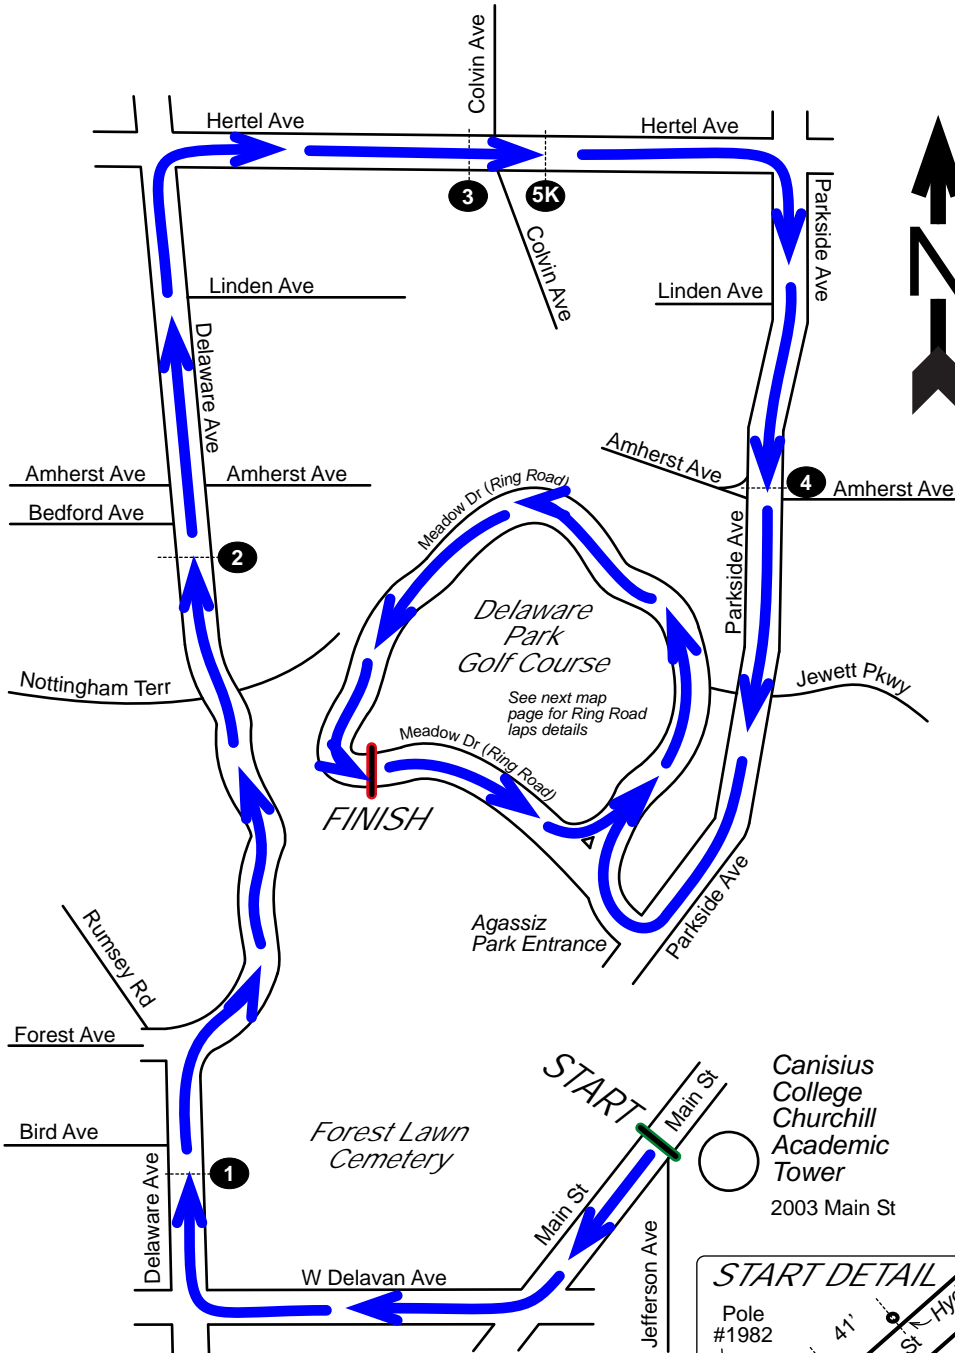 Colvin Ave
Hertel Ave
Hertel Ave
3
5K
Colvin Ave
Parkside Ave
N
Linden Ave
Linden Ave
Delaware Ave
Amherst Ave
Amherst Ave
Bedford Ave
2
Amherst Ave
4
Amherst Ave
Parkside Ave
Meadow Dr (Ring Road)
Delaware
Park
Golf Course
See next map
page for Ring Road
laps details
Nottingham Terr
Jewett Pkwy
Meadow Dr (Ring Road)
FINISH
Parkside Ave
Agassiz
Park Entrance
Rumsey Rd
Forest Ave
Bird Ave
1
Delaware Ave
Forest Lawn
Cemetery
START
Main St
Main St
Canisius
College
Churchill
Academic
Tower
2003 Main St
W Delavan Ave
Jefferson Ave
START DETAIL
Pole
#1982
41'
St
Hy